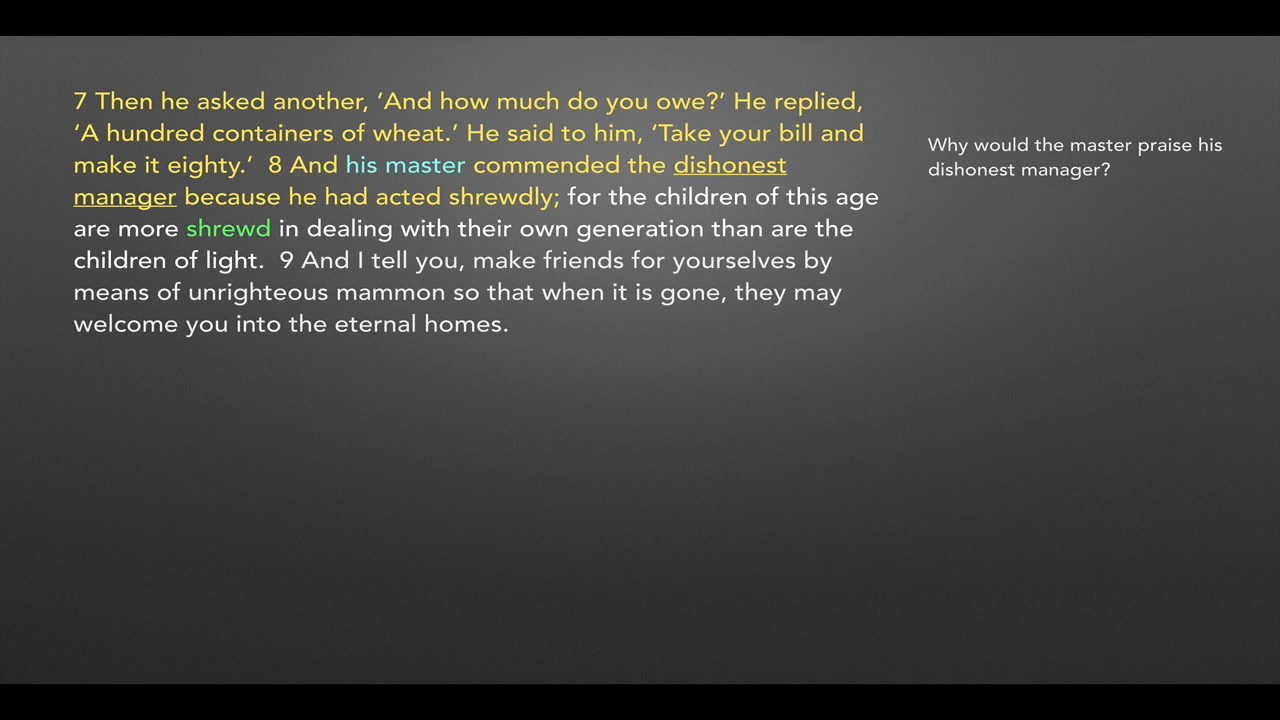 7 Then he asked another, ‘And how much do you owe?’ He replied,
‘A hundred containers of wheat.’ He said to him, ‘Take your bill and
make it eighty.’  8 And his master commended the dishonest
manager because he had acted shrewdly; for the children of this age
are more shrewd in dealing with their own generation than are the
children of light.  9 And I tell you, make friends for yourselves by
means of unrighteous mammon so that when it is gone, they may
welcome you into the eternal homes.
Why would the master praise his
dishonest manager?